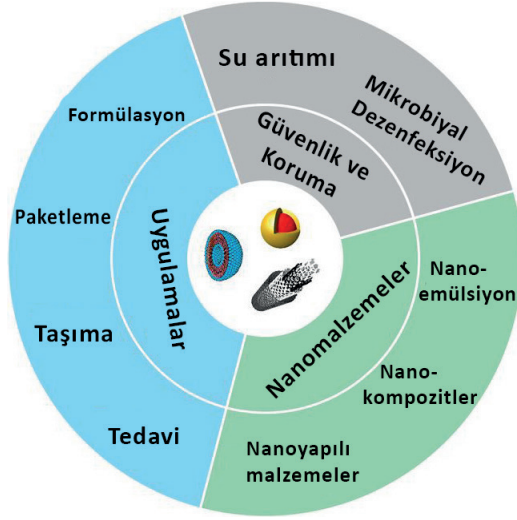 Su arıtımı
Mikrobiyal
Dezenfeksiyon
Güvenlik ve
Koruma
Formülasyon
Paketleme
Taşıma
Tedavi
Uygulamalar
Nanomalzemeler
Nano-
emülsiyon
Nano-
kompozitler
Nanoyapılı
malzemeler